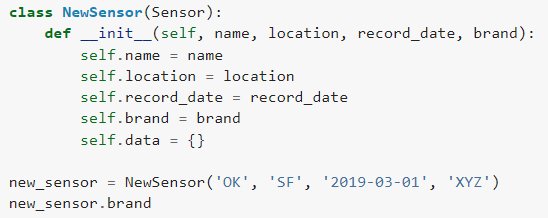 class NewSensor(Sensor):
    def __init__(self, name, location, record_date, brand):
        self.name = name
        self.location = location
        self.record_date = record_date
        self.brand = brand
        self.data = {}

new_sensor = NewSensor('OK', 'SF', '2019-03-01', 'XYZ')
new_sensor.brand